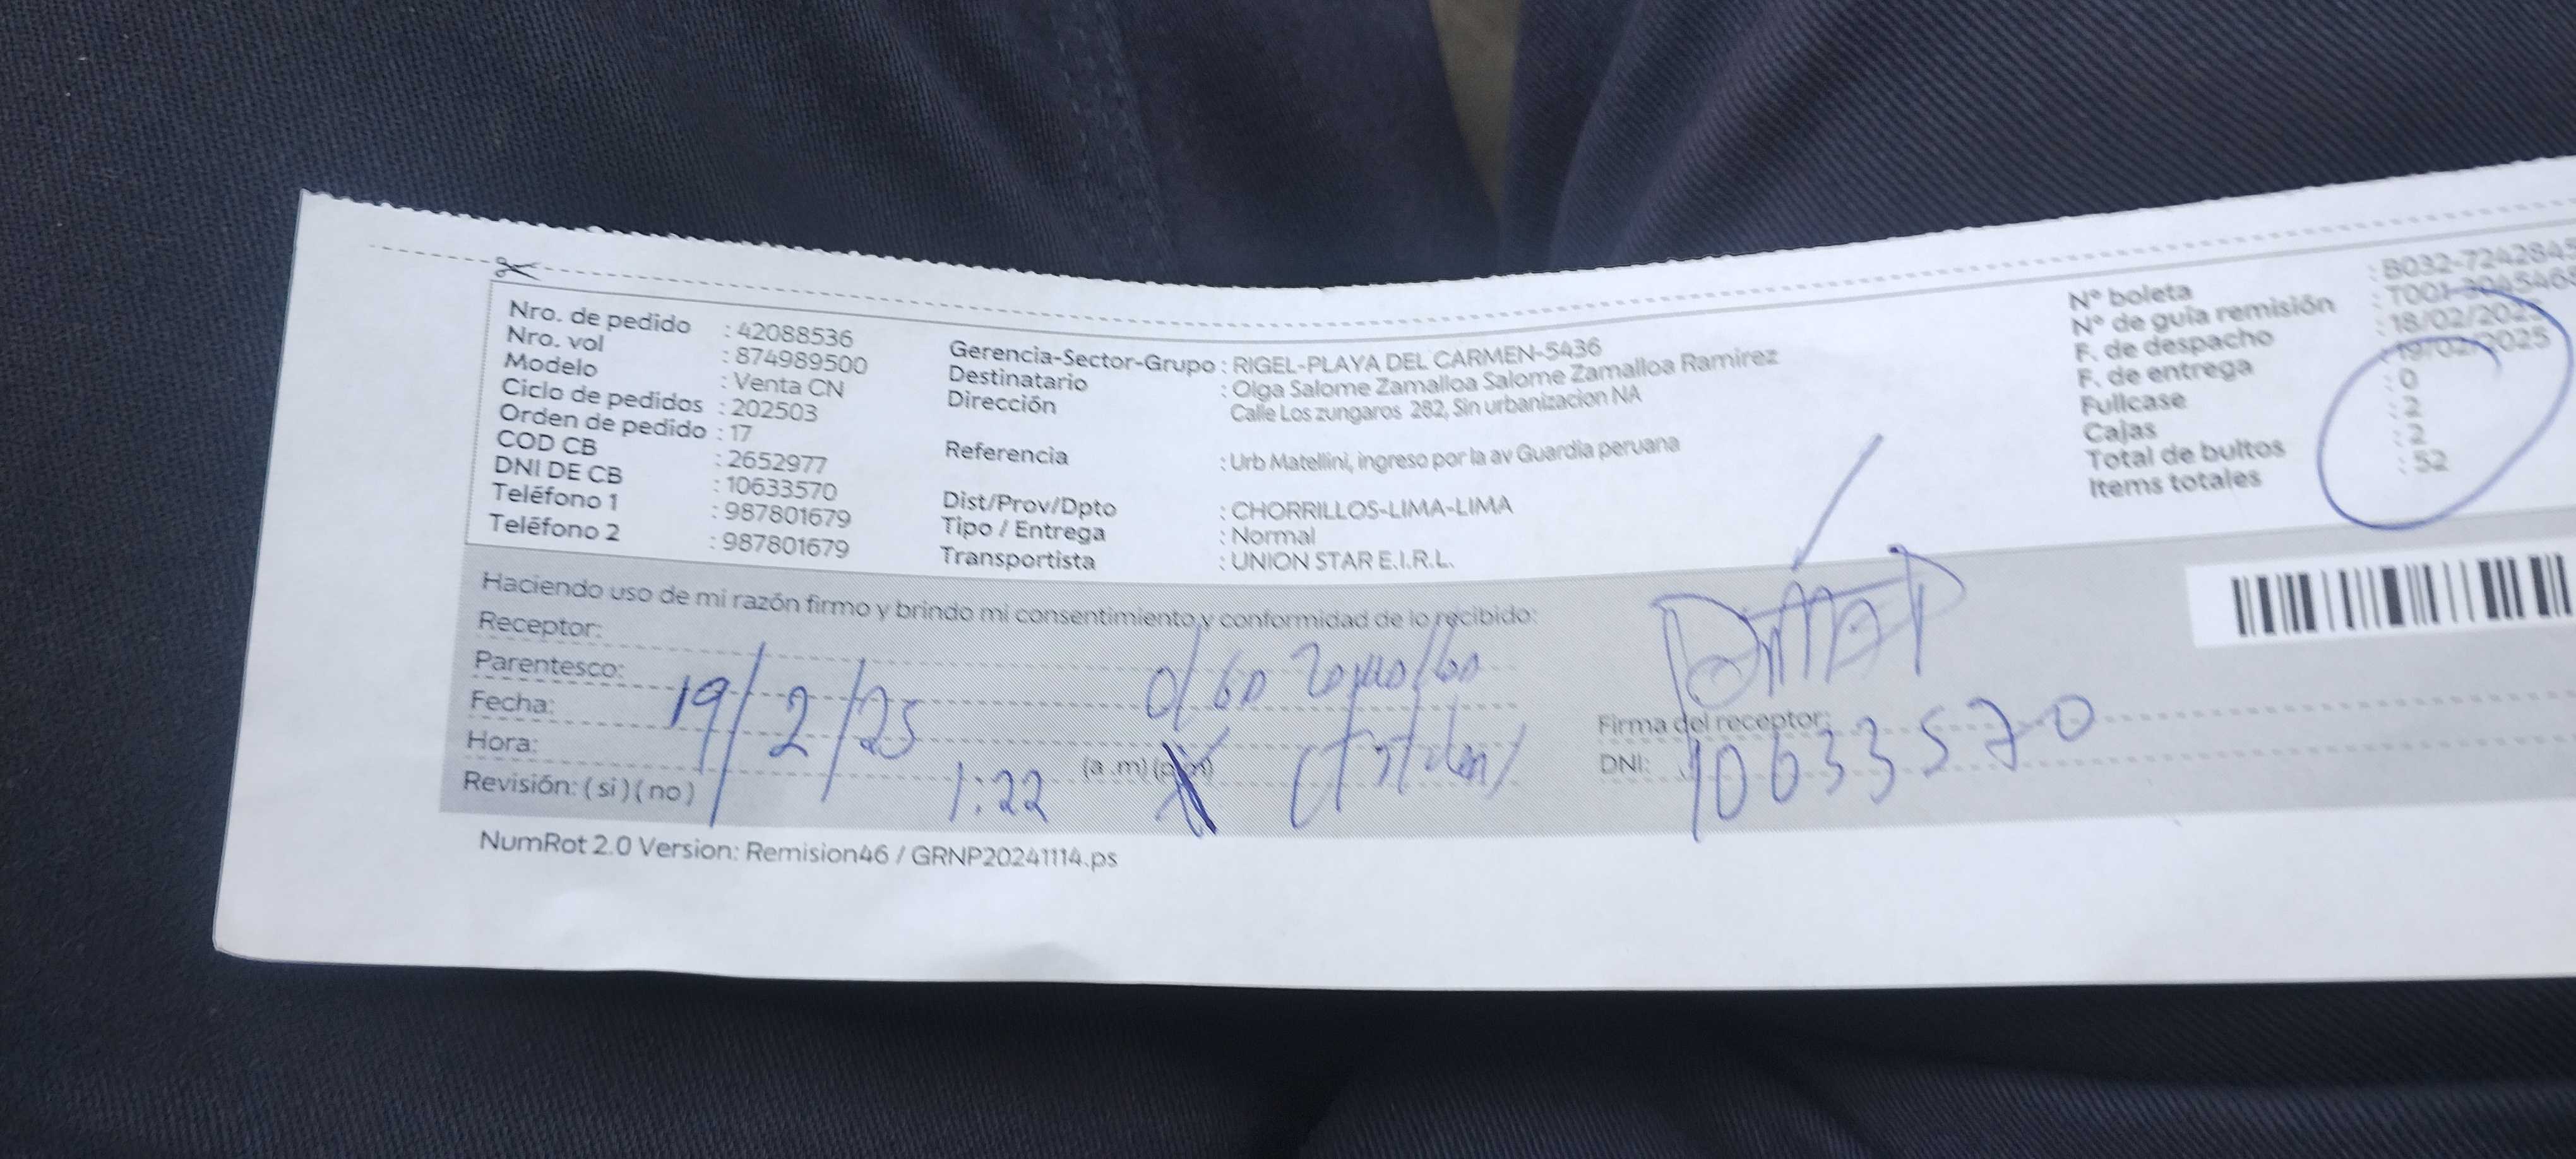 Nro. de pedido : 42088536
Nro. vol : 874989500
Modelo : Venta CN
Ciclo de pedidos : 202503
Orden de pedido : 17
COD CB : 2652977
DNI DE CB : 10633570
Teléfono 1 : 987801679
Teléfono 2 : 987801679
Gerencia-Sector-Grupo : RIGEL-PLAYA DEL CARMEN-5436
Destinatario : Olga Salome Zamalloa Salome Zamalloa Ramirez
Dirección : Calle Los zungaros 282, Sin urbanizacion NA
Referencia : Urb Matellini, ingreso por la av Guardia peruana
Dist/Prov/Dpto : CHORRILLOS-LIMA-LIMA
Tipo / Entrega : Normal
Transportista : UNION STAR E.I.R.L.
N° boleta : B032-724284
N° de guía remisión : T001
F. de despacho : 18/02/2025
F. de entrega : 19/02/2025
Fullcase : 0
Cajas : 2
Total de bultos : 2
Items totales : 52
Haciendo uso de mi razón firmo y brindo mi consentimiento y conformidad de lo recibido:
Receptor:
Parentesco:
Fecha: 19/2/25
Hora: 1:22 (a .m) (p.m)
Revisión: ( si ) ( no )
Firma del receptor:
DNI: 10633570
NumRot 2.0 Version: Remision46 / GRNP20241114.ps